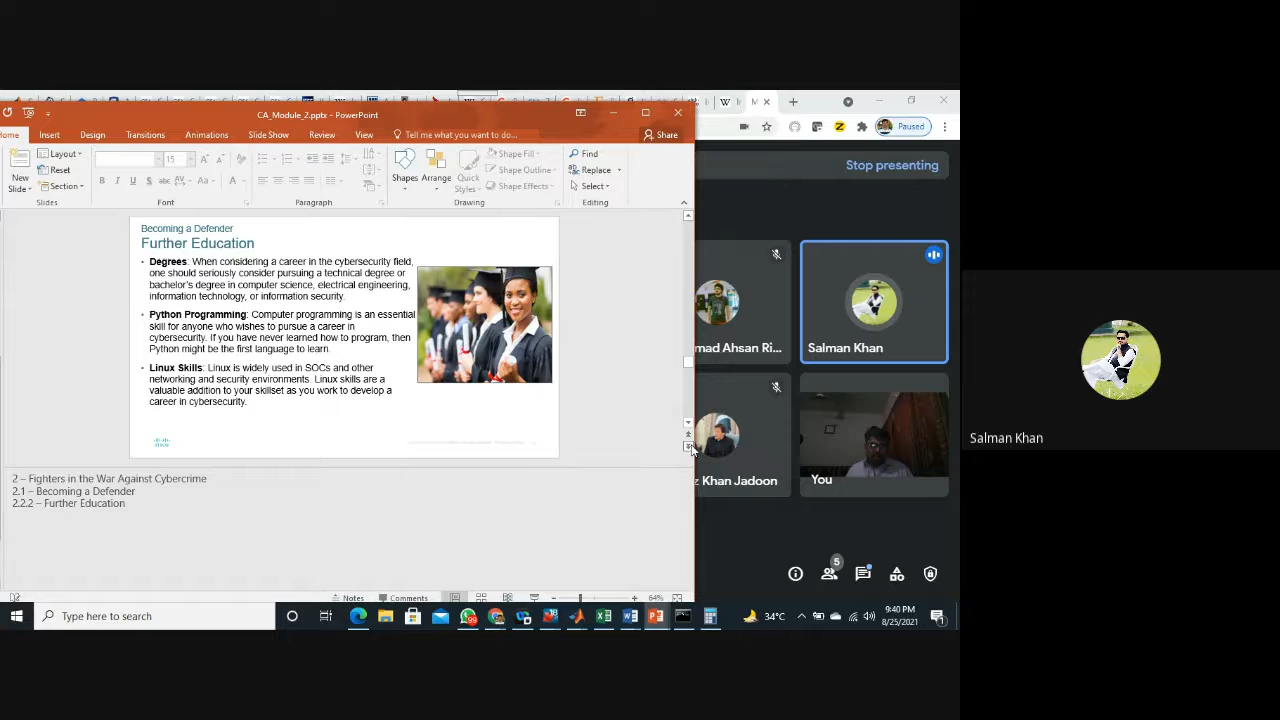 CA_Module_2.pptx - PowerPoint
Paused
Home
Insert
Design
Transitions
Animations
Slide Show
Review
View
Tell me what you want to do...
Share
New
Slide
Layout
Reset
Section
15
B I U S abc AV Aa A
Shapes
Arrange
Quick
Styles
Shape Fill
Shape Outline
Shape Effects
Find
Replace
Select
Slides
Font
Paragraph
Drawing
Editing
Stop presenting
Becoming a Defender
Further Education
• Degrees: When considering a career in the cybersecurity field,
one should seriously consider pursuing a technical degree or
bachelor's degree in computer science, electrical engineering,
information technology, or information security.
• Python Programming: Computer programming is an essential
skill for anyone who wishes to pursue a career in
cybersecurity. If you have never learned how to program, then
Python might be the first language to learn.
• Linux Skills: Linux is widely used in SOCs and other
networking and security environments. Linux skills are a
valuable addition to your skillset as you work to develop a
career in cybersecurity.
cisco
2 – Fighters in the War Against Cybercrime
2.1 – Becoming a Defender
2.2.2 – Further Education
mad Ahsan Ri...
Salman Khan
z Khan Jadoon
You
5
Salman Khan
Notes
Comments
64%
Type here to search
99
34°C
9:40 PM
8/25/2021
1